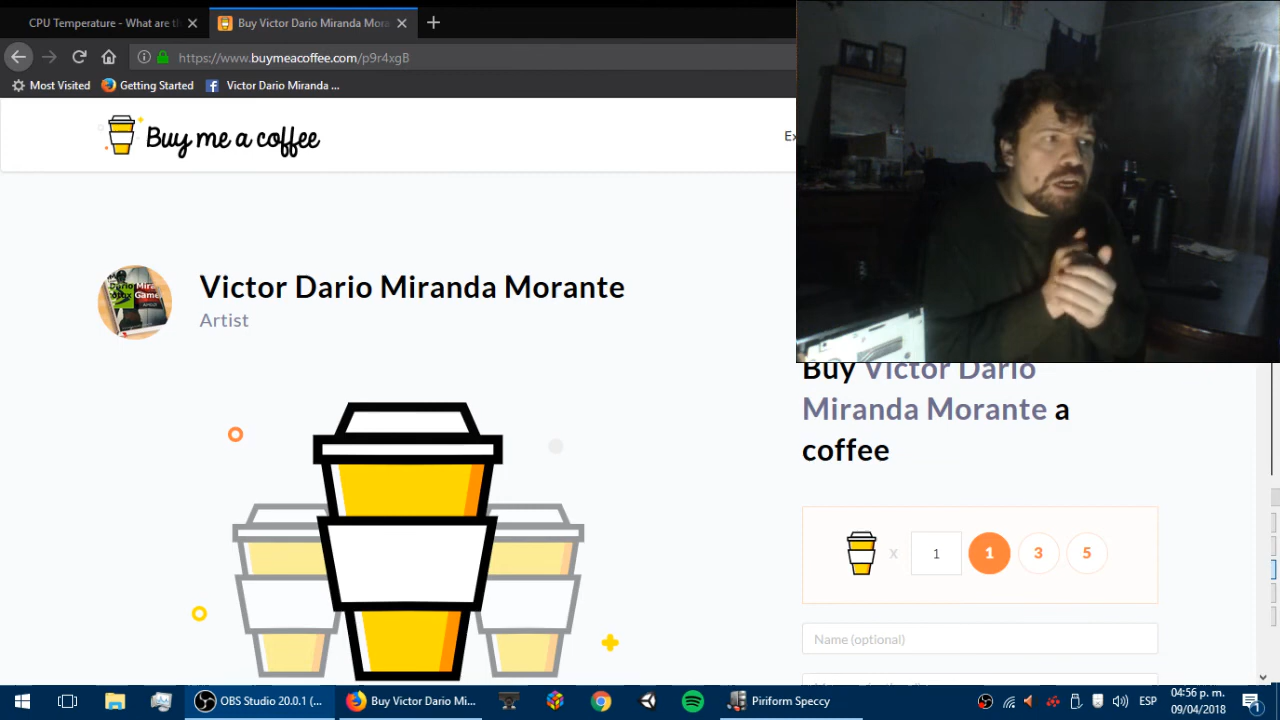 CPU Temperature - What are th
Buy Victor Dario Miranda Mora
https://www.buymeacoffee.com/p9r4xgB
Most Visited
Getting Started
Victor Dario Miranda ...
Buy me a coffee
Ex
Victor Dario Miranda Morante
Artist
Buy Victor Dario
Miranda Morante a
coffee
x 1 1 3 5
Name (optional)
OBS Studio 20.0.1 (...
Buy Victor Dario Mi...
Piriform Speccy
ESP
04:56 p. m.
09/04/2018